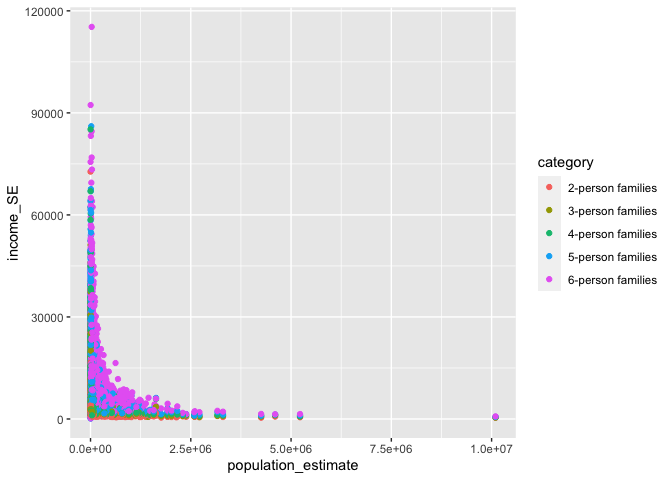 120000
90000
60000
30000
0
income_SE
0.0e+00 2.5e+06 5.0e+06 7.5e+06 1.0e+07
population_estimate
category
2-person families
3-person families
4-person families
5-person families
6-person families